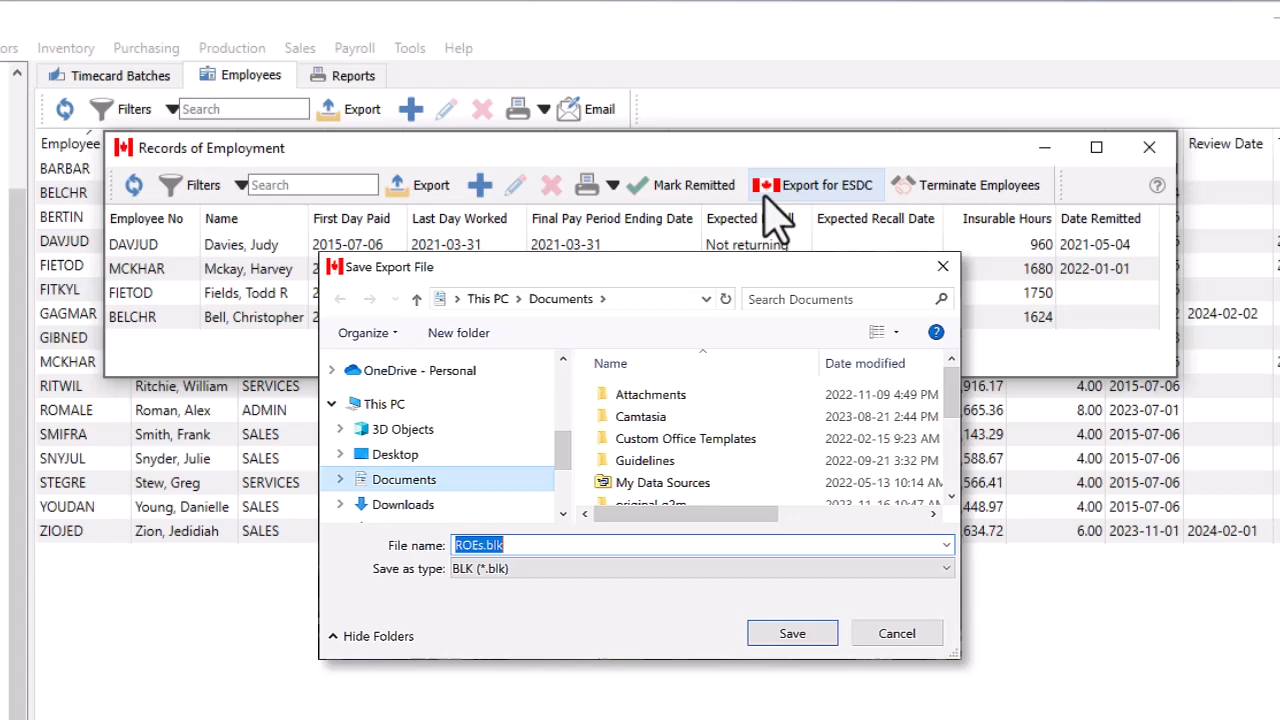 ors Inventory Purchasing Production Sales Payroll Tools Help
Timecard Batches Employees Reports
Filters Search Export Email
Employee Review Date
Records of Employment
Filters Search Export Mark Remitted Export for ESDC Terminate Employees
Employee No Name First Day Paid Last Day Worked Final Pay Period Ending Date Expected Expected Recall Date Insurable Hours Date Remitted
DAVJUD Davies, Judy 2015-07-06 2021-03-31 2021-03-31 Not returning 960 2021-05-04
MCKHAR Mckay, Harvey 1680 2022-01-01
FIETOD Fields, Todd R 1750
BELCHR Bell, Christopher 1624
BARBAR
BELCHR
BERTIN
DAVJUD
FIETOD
FITKYL
GAGMAR 2024-02-02
GIBNED
MCKHAR
RITWIL Ritchie, William SERVICES 916.17 4.00 2015-07-06
ROMALE Roman, Alex ADMIN 665.36 8.00 2023-07-01
SMIFRA Smith, Frank SALES ,143.29 4.00 2015-07-06
SNYJUL Snyder, Julie SALES ,588.67 4.00 2015-07-06
STEGRE Stew, Greg SERVICES ,566.41 4.00 2015-07-06
YOUDAN Young, Danielle SALES ,448.97 4.00 2015-07-06
ZIOJED Zion, Jedidiah SALES ,634.72 6.00 2023-11-01 2024-02-01
Save Export File
This PC Documents Search Documents
Organize New folder
Name Date modified
OneDrive - Personal
This PC
3D Objects
Desktop
Documents
Downloads
Attachments 2022-11-09 4:49 PM
Camtasia 2023-08-21 2:44 PM
Custom Office Templates 2022-02-15 9:23 AM
Guidelines 2022-09-21 3:32 PM
My Data Sources 2022-05-13 10:14 AM
File name: ROEs.blk
Save as type: BLK (*.blk)
Hide Folders Save Cancel